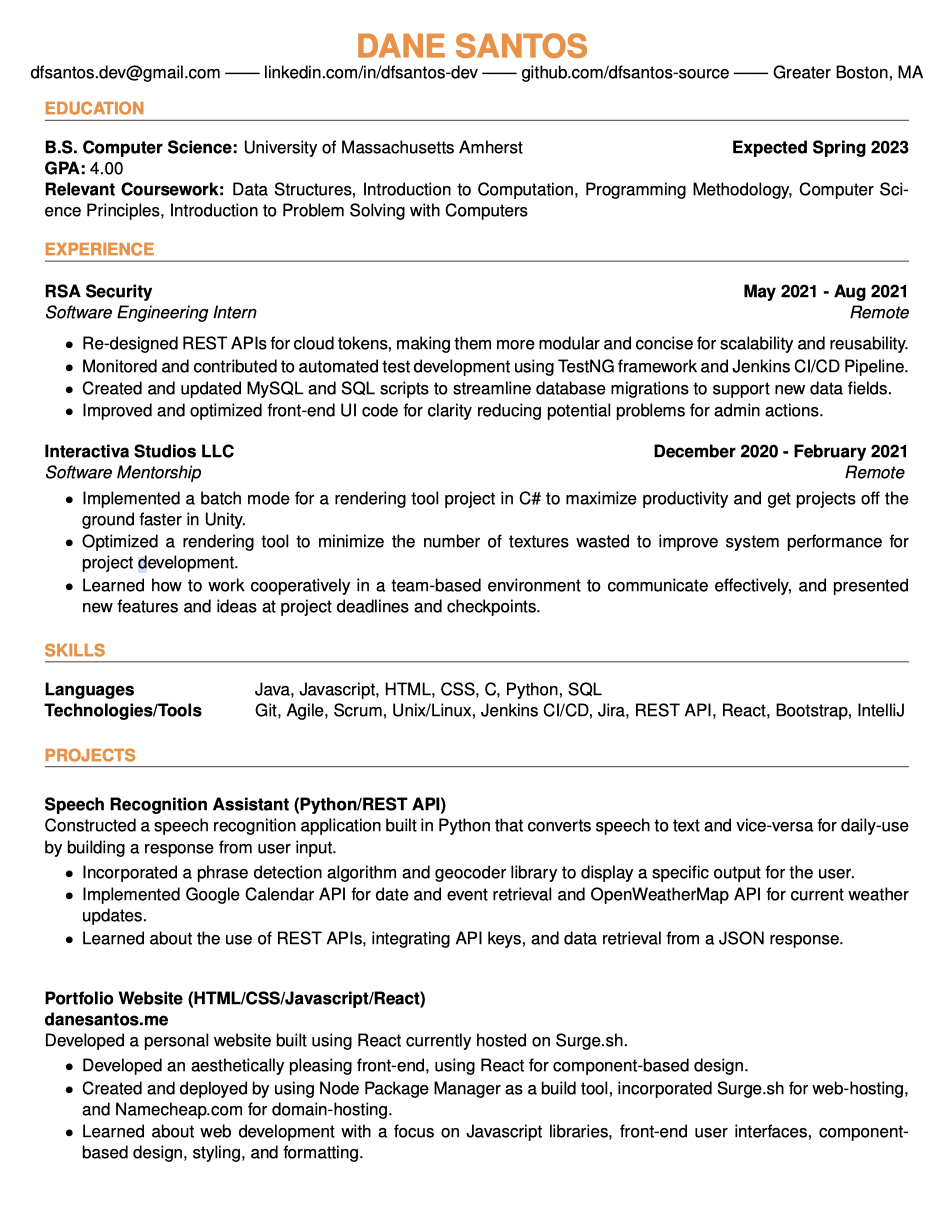 DANE SANTOS
dfsantos.dev@gmail.com —— linkedin.com/in/dfsantos-dev —— github.com/dfsantos-source —— Greater Boston, MA
EDUCATION
B.S. Computer Science: University of Massachusetts Amherst Expected Spring 2023
GPA: 4.00
Relevant Coursework: Data Structures, Introduction to Computation, Programming Methodology, Computer Sci-
ence Principles, Introduction to Problem Solving with Computers
EXPERIENCE
RSA Security May 2021 - Aug 2021
Software Engineering Intern Remote
• Re-designed REST APIs for cloud tokens, making them more modular and concise for scalability and reusability.
• Monitored and contributed to automated test development using TestNG framework and Jenkins CI/CD Pipeline.
• Created and updated MySQL and SQL scripts to streamline database migrations to support new data fields.
• Improved and optimized front-end UI code for clarity reducing potential problems for admin actions.
Interactiva Studios LLC December 2020 - February 2021
Software Mentorship Remote
• Implemented a batch mode for a rendering tool project in C# to maximize productivity and get projects off the
ground faster in Unity.
• Optimized a rendering tool to minimize the number of textures wasted to improve system performance for
project development.
• Learned how to work cooperatively in a team-based environment to communicate effectively, and presented
new features and ideas at project deadlines and checkpoints.
SKILLS
Languages Java, Javascript, HTML, CSS, C, Python, SQL
Technologies/Tools Git, Agile, Scrum, Unix/Linux, Jenkins CI/CD, Jira, REST API, React, Bootstrap, IntelliJ
PROJECTS
Speech Recognition Assistant (Python/REST API)
Constructed a speech recognition application built in Python that converts speech to text and vice-versa for daily-use
by building a response from user input.
• Incorporated a phrase detection algorithm and geocoder library to display a specific output for the user.
• Implemented Google Calendar API for date and event retrieval and OpenWeatherMap API for current weather
updates.
• Learned about the use of REST APIs, integrating API keys, and data retrieval from a JSON response.
Portfolio Website (HTML/CSS/Javascript/React)
danesantos.me
Developed a personal website built using React currently hosted on Surge.sh.
• Developed an aesthetically pleasing front-end, using React for component-based design.
• Created and deployed by using Node Package Manager as a build tool, incorporated Surge.sh for web-hosting,
and Namecheap.com for domain-hosting.
• Learned about web development with a focus on Javascript libraries, front-end user interfaces, component-
based design, styling, and formatting.